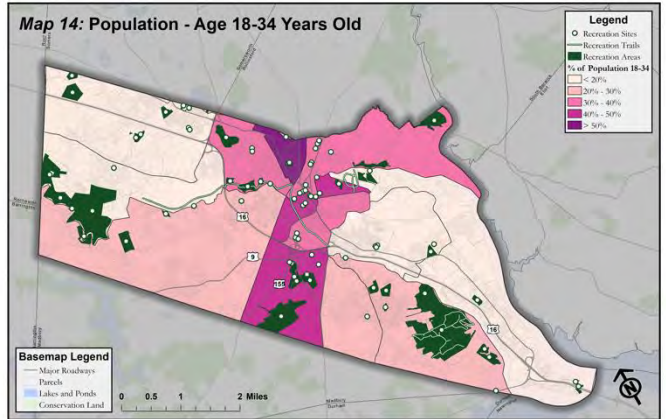 Map 14: Population - Age 18-34 Years Old
Legend
Recreation Sites
Recreation Trails
Recreation Areas
% of Population 18-34
< 20%
20% - 30%
30% - 40%
40% - 50%
> 50%
16
9
155
16
Basemap Legend
Major Roadways
Parcels
Lakes and Ponds
Conservation Land
0 0.5 1 2 Miles
N